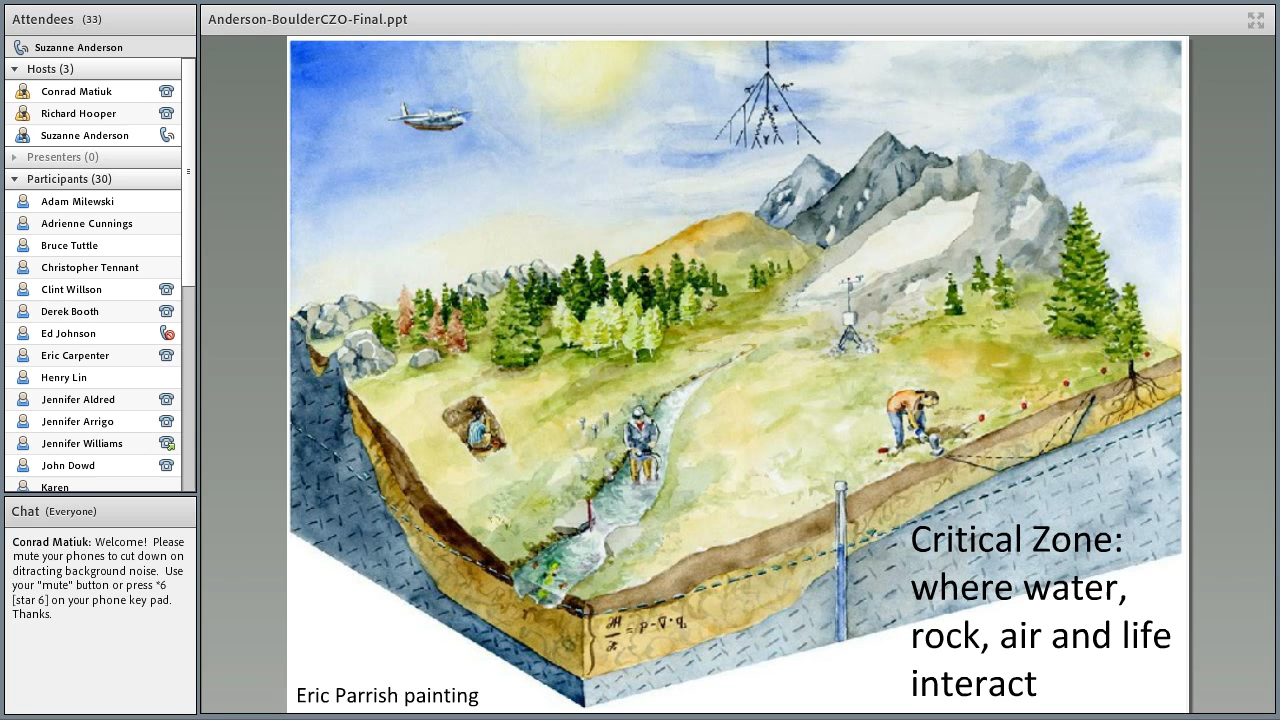 Attendees (33)
Suzanne Anderson
Hosts (3)
Conrad Matiuk
Richard Hooper
Suzanne Anderson
Presenters (0)
Participants (30)
Adam Milewski
Adrienne Cunnings
Bruce Tuttle
Christopher Tennant
Clint Willson
Derek Booth
Ed Johnson
Eric Carpenter
Henry Lin
Jennifer Aldred
Jennifer Arrigo
Jennifer Williams
John Dowd
Karen
Chat (Everyone)
Conrad Matiuk: Welcome! Please
mute your phones to cut down on
ditracting background noise. Use
your "mute" button or press *6
[star 6] on your phone key pad.
Thanks.
Anderson-BoulderCZO-Final.ppt
Critical Zone:
where water,
rock, air and life
interact
Eric Parrish painting